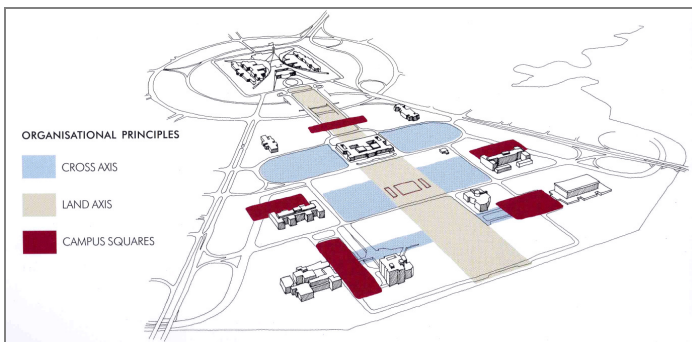 ORGANISATIONAL PRINCIPLES
CROSS AXIS
LAND AXIS
CAMPUS SQUARES